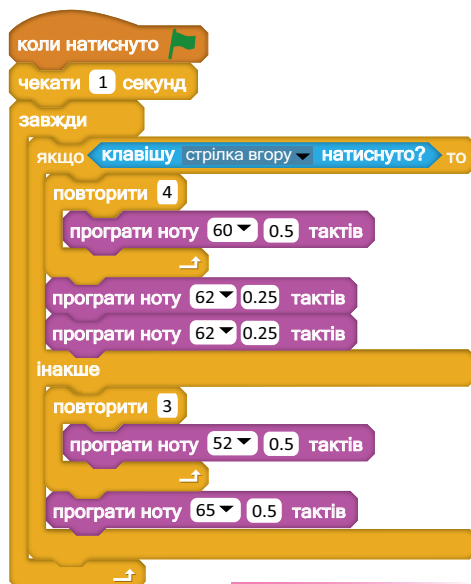 коли натиснуто
чекати 1 секунд
завжди
якщо клавішу стрілка вгору натиснуто? то
повторити 4
програти ноту 60 0.5 тактів
програти ноту 62 0.25 тактів
програти ноту 62 0.25 тактів
інакше
повторити 3
програти ноту 52 0.5 тактів
програти ноту 65 0.5 тактів